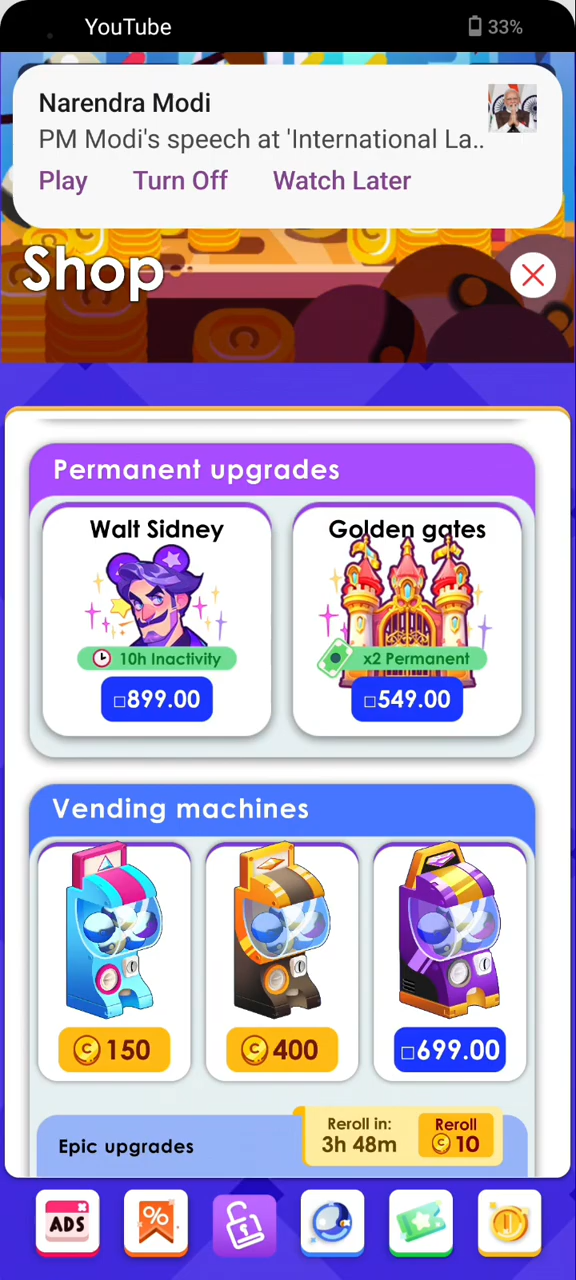 YouTube
33%
Narendra Modi
PM Modi's speech at 'International La..
Play Turn Off Watch Later
Shop
Permanent upgrades
Walt Sidney
Golden gates
10h Inactivity
x2 Permanent
□899.00
□549.00
Vending machines
150
400
□699.00
Epic upgrades
Reroll in:
3h 48m
Reroll
10
ADS
%